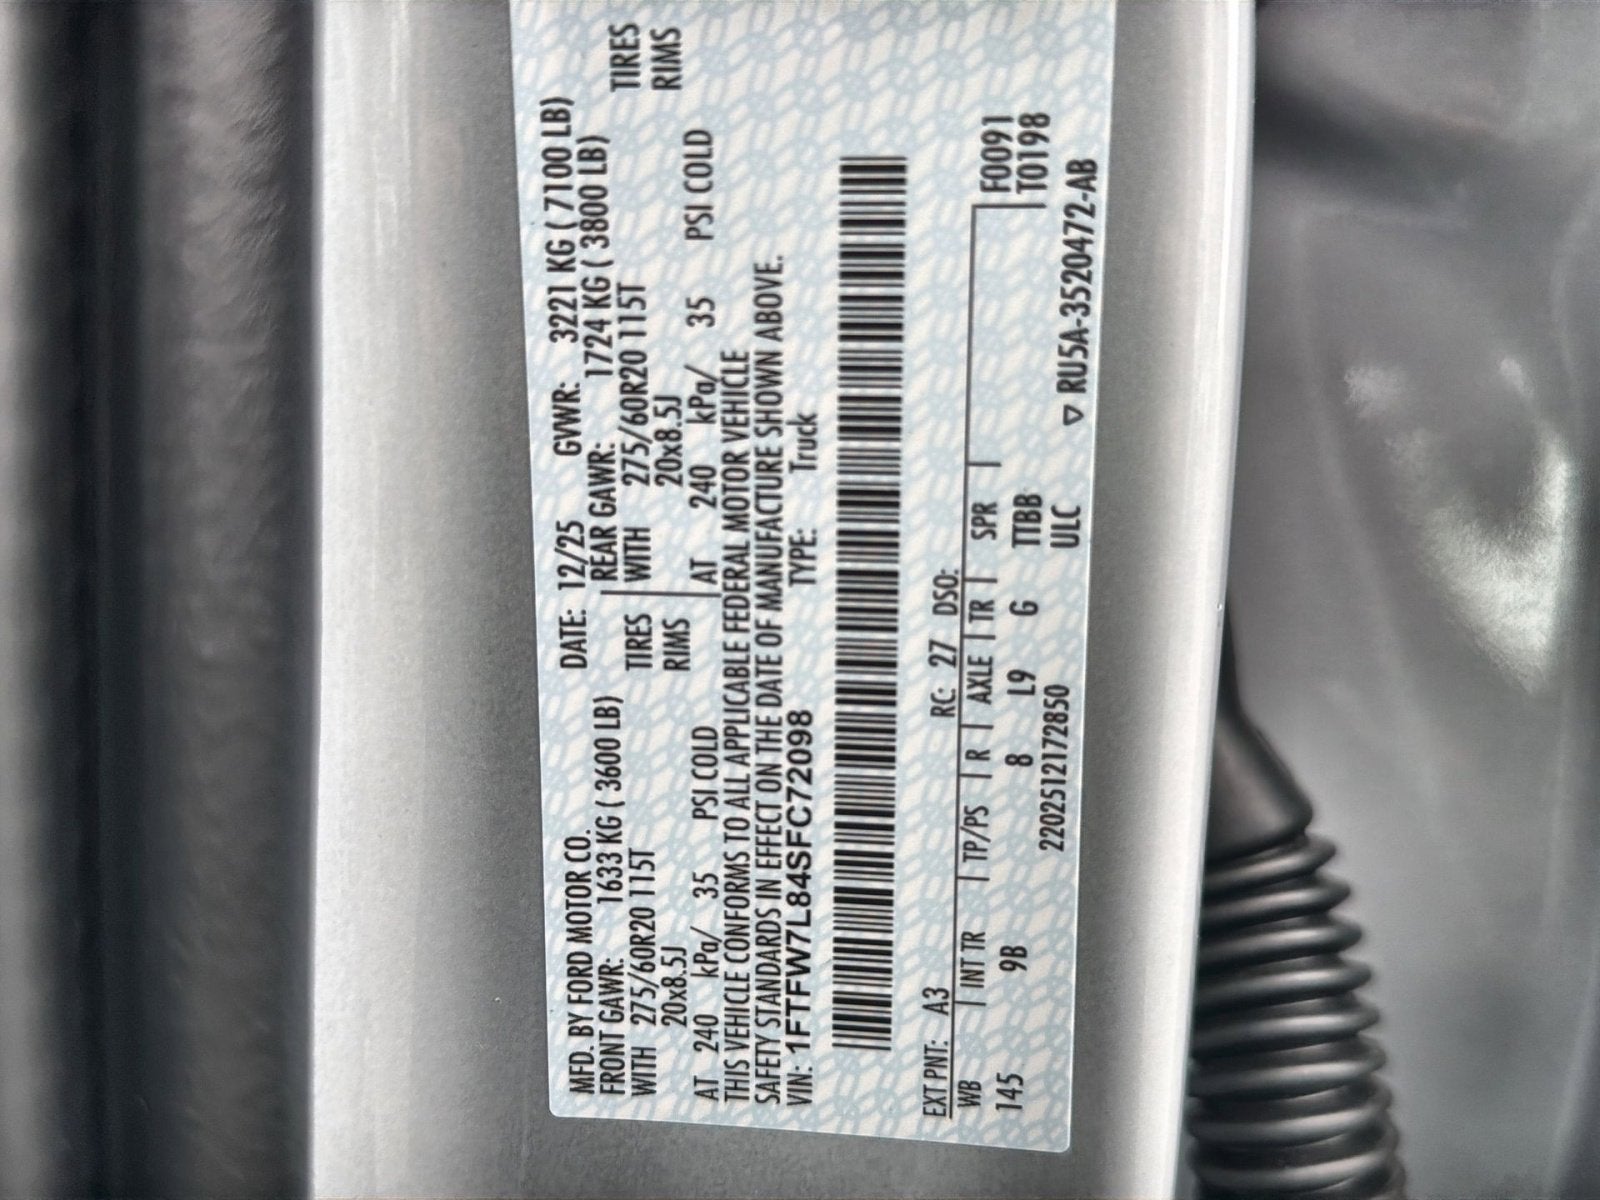 MFD. BY FORD MOTOR CO. DATE: 12/25 GVWR: 3221 KG ( 7100 LB)
FRONT GAWR: 1633 KG ( 3600 LB) REAR GAWR: 1724 KG ( 3800 LB)
WITH 275/60R20 115T TIRES WITH 275/60R20 115T TIRES
20x8.5J RIMS 20x8.5J RIMS
AT 240 kPa/ 35 PSI COLD AT 240 kPa/ 35 PSI COLD
THIS VEHICLE CONFORMS TO ALL APPLICABLE FEDERAL MOTOR VEHICLE
SAFETY STANDARDS IN EFFECT ON THE DATE OF MANUFACTURE SHOWN ABOVE.
VIN: 1FTFW7L84SFC72098 TYPE: Truck
EXT PNT: A3 RC: 27 DSO:
WB INT TR TP/PS R AXLE TR SPR F0091
145 9B 8 L9 G TTBB T0198
2202512172850 ULC ▽ RU5A-3520472-AB